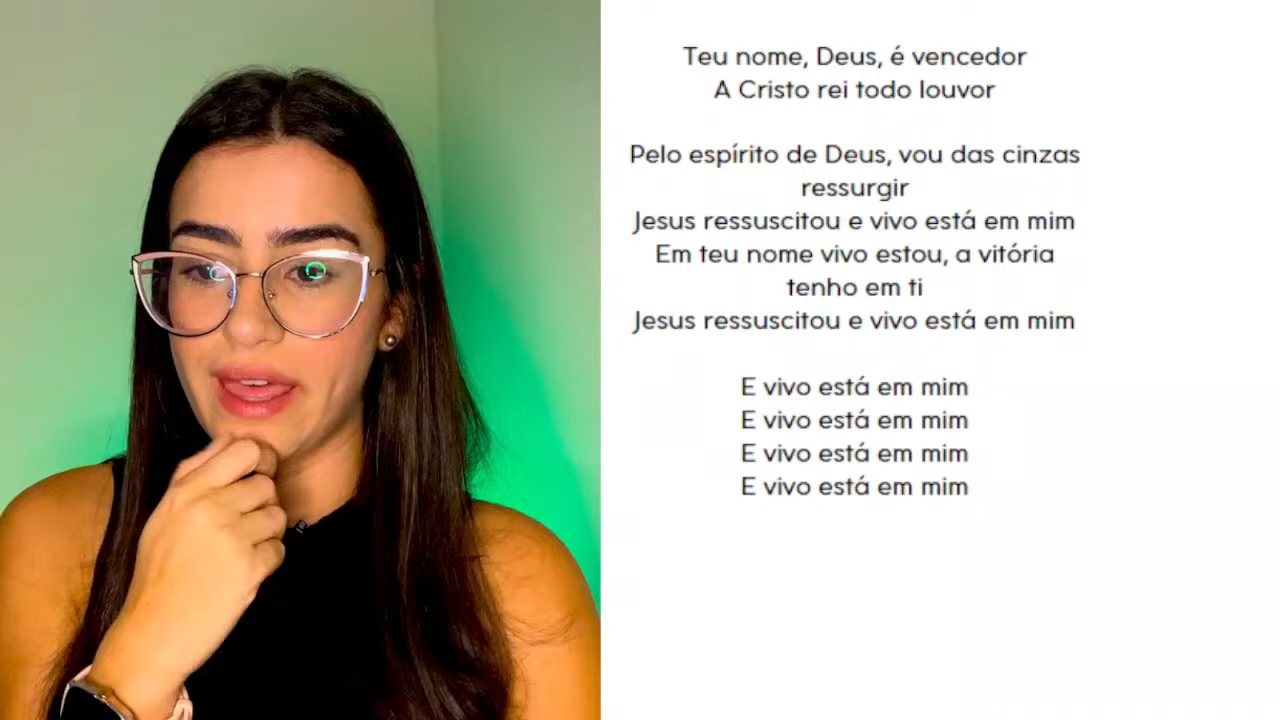 Teu nome, Deus, é vencedor
A Cristo rei todo louvor
Pelo espírito de Deus, vou das cinzas
ressurgir
Jesus ressuscitou e vivo está em mim
Em teu nome vivo estou, a vitória
tenho em ti
Jesus ressuscitou e vivo está em mim
E vivo está em mim
E vivo está em mim
E vivo está em mim
E vivo está em mim